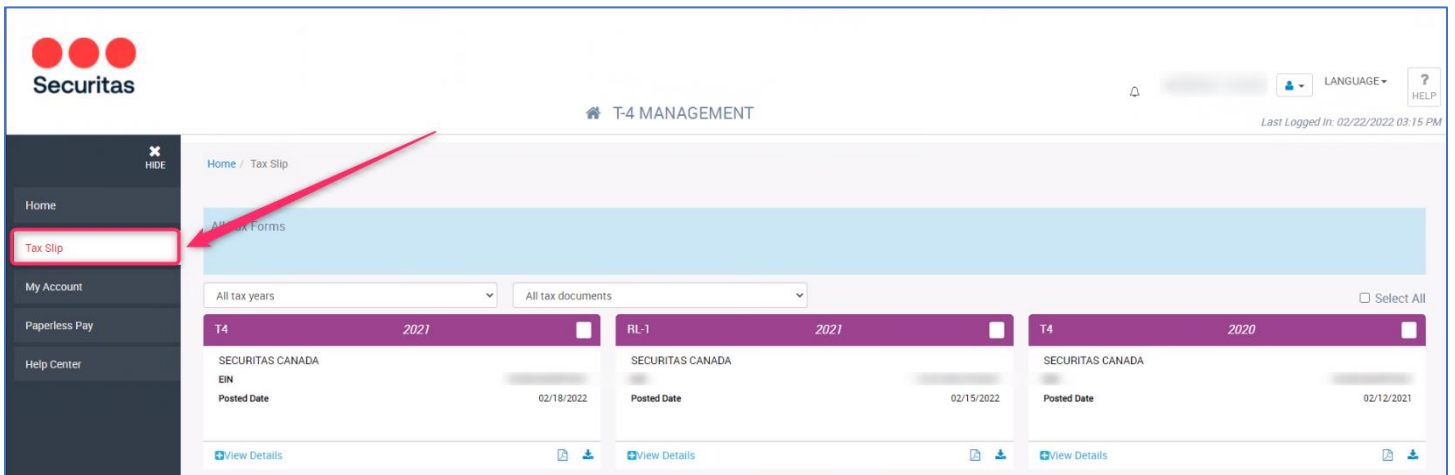 Securitas
LANGUAGE
?
HELP
T-4 MANAGEMENT
Last Logged In: 02/22/2022 03:15 PM
HIDE
Home / Tax Slip
Home
Tax Slip
My Account
Paperless Pay
Help Center
All Tax Forms
All tax years
All tax documents
Select All
T4 2021
SECURITAS CANADA
EIN
Posted Date 02/18/2022
View Details
RL-1 2021
SECURITAS CANADA
Posted Date 02/15/2022
View Details
T4 2020
SECURITAS CANADA
Posted Date 02/12/2021
View Details